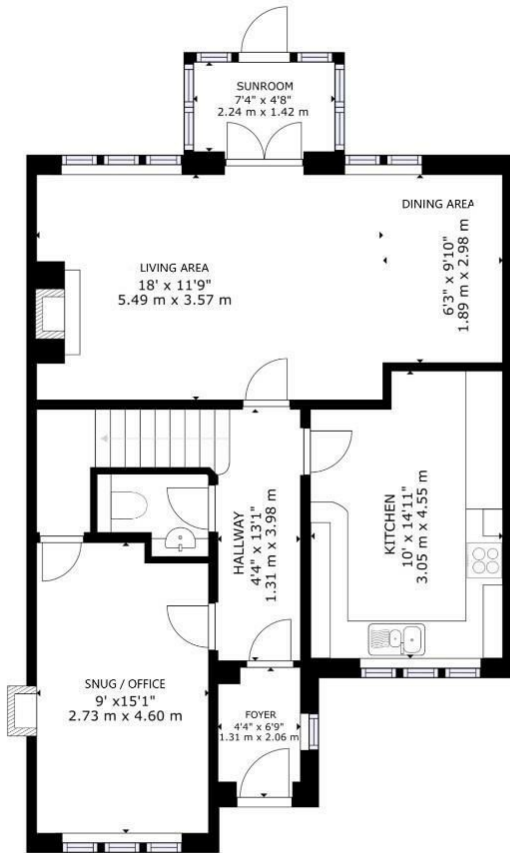 SUNROOM
7'4" x 4'8"
2.24 m x 1.42 m
DINING AREA
6'3" x 9'10"
1.89 m x 2.98 m
LIVING AREA
18' x 11'9"
5.49 m x 3.57 m
KITCHEN
10' x 14'11"
3.05 m x 4.55 m
HALLWAY
4'4" x 13'1"
1.31 m x 3.98 m
SNUG / OFFICE
9' x15'1"
2.73 m x 4.60 m
FOYER
4'4" x 6'9"
1.31 m x 2.06 m